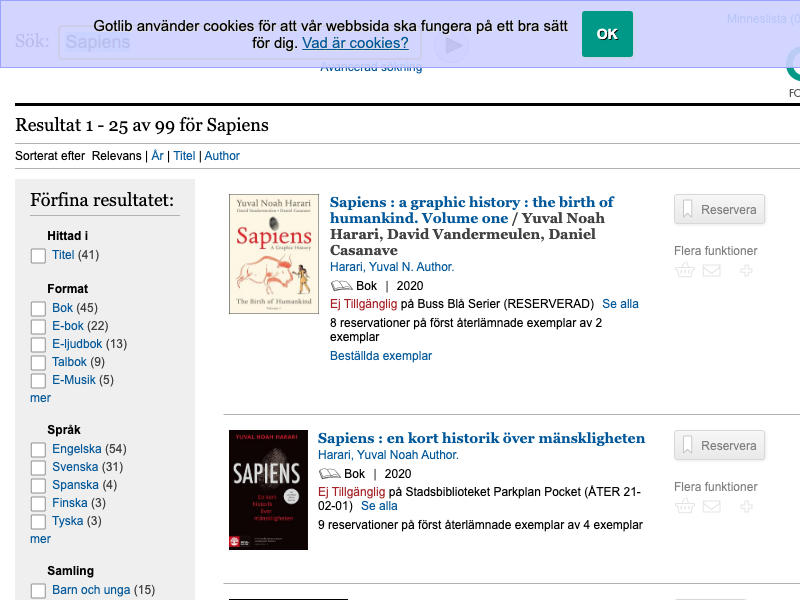 Gotlib använder cookies för att vår webbsida ska fungera på ett bra sätt
för dig. Vad är cookies?
OK
Minneslista (0
Sök:
Sapiens
Avancerad sökning
FO
Resultat 1 - 25 av 99 för Sapiens
Sorterat efter Relevans | År | Titel | Author
Förfina resultatet:
Hittad i
Titel (41)
Format
Bok (45)
E-bok (22)
E-ljudbok (13)
Talbok (9)
E-Musik (5)
mer
Språk
Engelska (54)
Svenska (31)
Spanska (4)
Finska (3)
Tyska (3)
mer
Samling
Barn och unga (15)
Yuval Noah Harari
David Vandermeulen, Daniel Casanave
Sapiens
A Graphic History
The Birth of Humankind
Volume 1
Sapiens : a graphic history : the birth of
humankind. Volume one / Yuval Noah
Harari, David Vandermeulen, Daniel
Casanave
Harari, Yuval N. Author.
Bok | 2020
Ej Tillgänglig på Buss Blå Serier (RESERVERAD) Se alla
8 reservationer på först återlämnade exemplar av 2
exemplar
Beställda exemplar
Reservera
Flera funktioner
YUVAL NOAH HARARI
SAPIENS
En kort
historik
över
mänskligheten
Sapiens : en kort historik över mänskligheten
Harari, Yuval Noah Author.
Bok | 2020
Ej Tillgänglig på Stadsbiblioteket Parkplan Pocket (ÅTER 21-
02-01) Se alla
9 reservationer på först återlämnade exemplar av 4 exemplar
Reservera
Flera funktioner